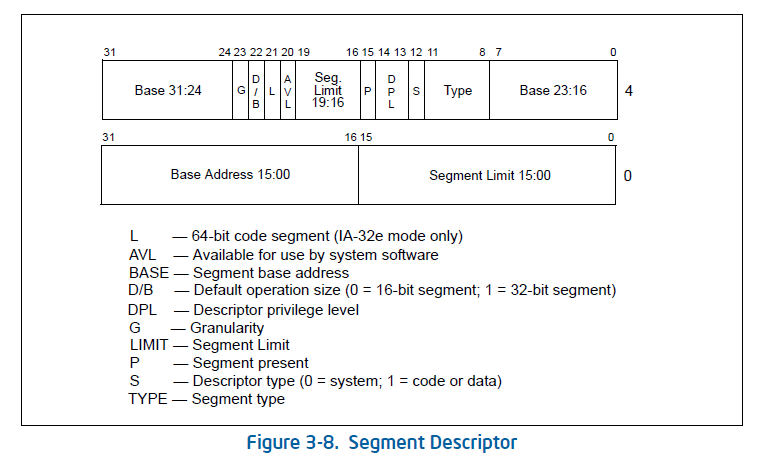 31 24 23 22 21 20 19 16 15 14 13 12 11 8 7 0
Base 31:24 G D/B L AVL Seg. Limit 19:16 P DPL S Type Base 23:16 4
31 16 15 0
Base Address 15:00 Segment Limit 15:00 0
L — 64-bit code segment (IA-32e mode only)
AVL — Available for use by system software
BASE — Segment base address
D/B — Default operation size (0 = 16-bit segment; 1 = 32-bit segment)
DPL — Descriptor privilege level
G — Granularity
LIMIT — Segment Limit
P — Segment present
S — Descriptor type (0 = system; 1 = code or data)
TYPE — Segment type
Figure 3-8. Segment Descriptor